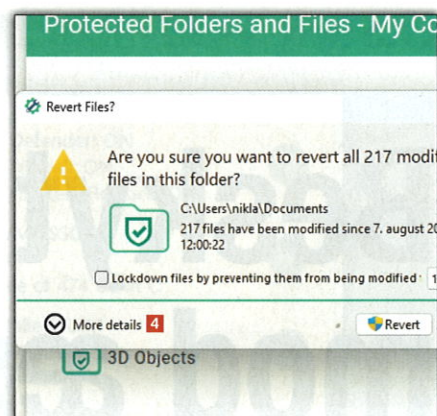 Protected Folders and Files - My Co
Revert Files?
Are you sure you want to revert all 217 modif
files in this folder?
C:\Users\nikla\Documents
217 files have been modified since 7. august 20
12:00:22
Lockdown files by preventing them from being modified 1
More details 4
Revert
3D Objects